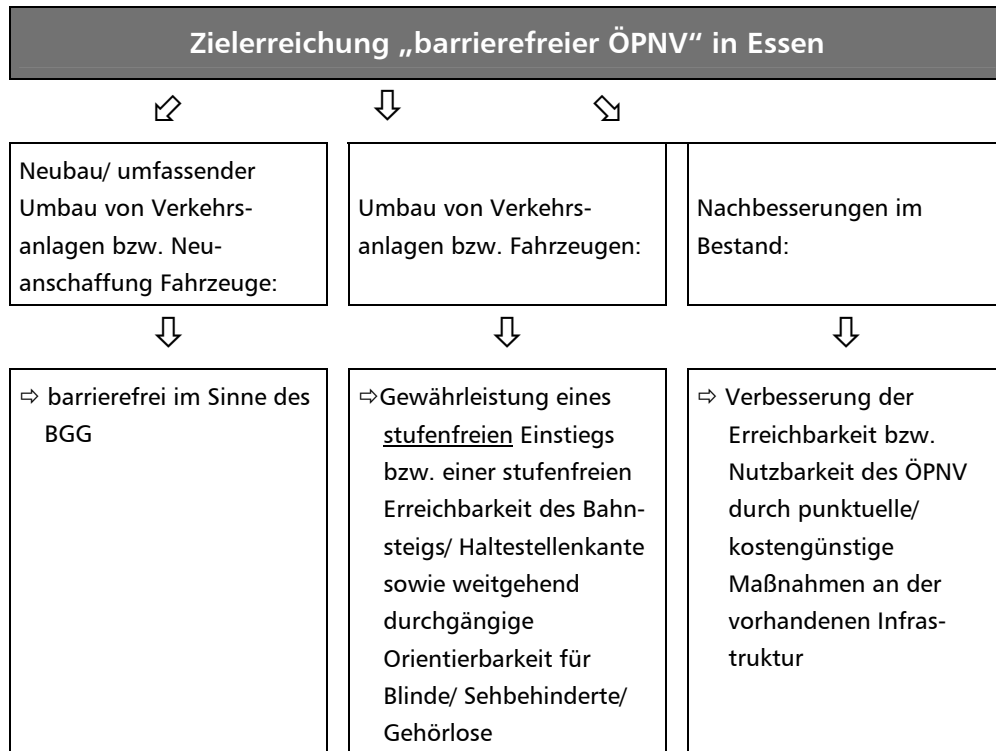 Zielerreichung „barrierefreier ÖPNV“ in Essen
Neubau/ umfassender
Umbau von Verkehrs-
anlagen bzw. Neu-
anschaffung Fahrzeuge:
Umbau von Verkehrs-
anlagen bzw. Fahrzeugen:
Nachbesserungen im
Bestand:
⇨ barrierefrei im Sinne des
BGG
⇨Gewährleistung eines
stufenfreien Einstiegs
bzw. einer stufenfreien
Erreichbarkeit des Bahn-
steigs/ Haltestellenkante
sowie weitgehend
durchgängige
Orientierbarkeit für
Blinde/ Sehbehinderte/
Gehörlose
⇨ Verbesserung der
Erreichbarkeit bzw.
Nutzbarkeit des ÖPNV
durch punktuelle/
kostengünstige
Maßnahmen an der
vorhandenen Infras-
truktur